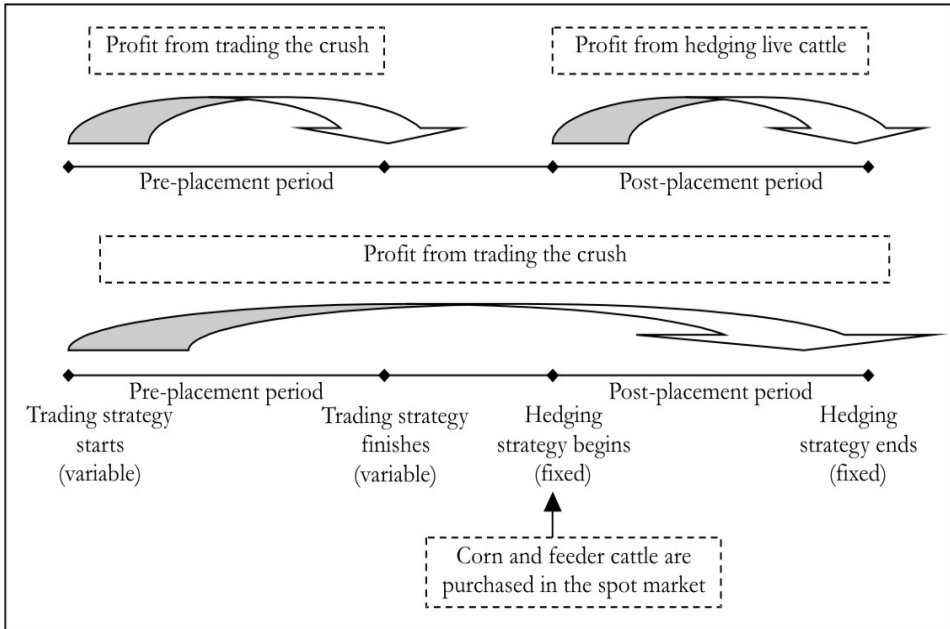 Profit from trading the crush
Profit from hedging live cattle
Pre-placement period
Post-placement period
Profit from trading the crush
Pre-placement period
Post-placement period
Trading strategy
starts
(variable)
Trading strategy
finishes
(variable)
Hedging
strategy begins
(fixed)
Hedging
strategy ends
(fixed)
Corn and feeder cattle are
purchased in the spot market